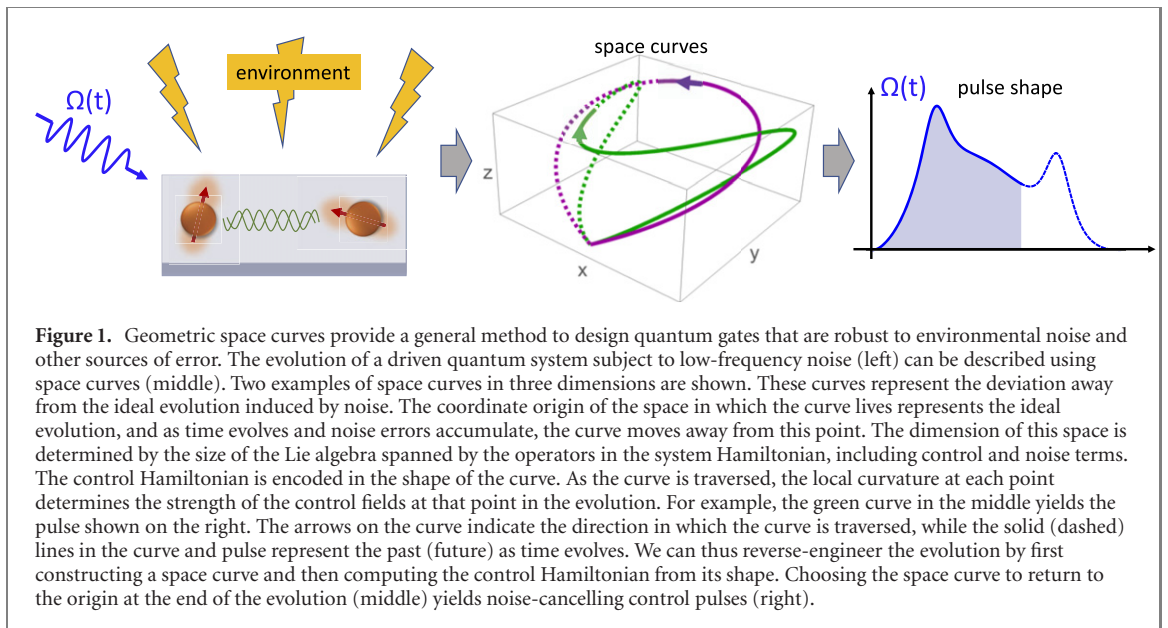 environment
Ω(t)
space curves
z
x
y
Ω(t)
pulse shape
Figure 1. Geometric space curves provide a general method to design quantum gates that are robust to environmental noise and
other sources of error. The evolution of a driven quantum system subject to low-frequency noise (left) can be described using
space curves (middle). Two examples of space curves in three dimensions are shown. These curves represent the deviation away
from the ideal evolution induced by noise. The coordinate origin of the space in which the curve lives represents the ideal
evolution, and as time evolves and noise errors accumulate, the curve moves away from this point. The dimension of this space is
determined by the size of the Lie algebra spanned by the operators in the system Hamiltonian, including control and noise terms.
The control Hamiltonian is encoded in the shape of the curve. As the curve is traversed, the local curvature at each point
determines the strength of the control fields at that point in the evolution. For example, the green curve in the middle yields the
pulse shown on the right. The arrows on the curve indicate the direction in which the curve is traversed, while the solid (dashed)
lines in the curve and pulse represent the past (future) as time evolves. We can thus reverse-engineer the evolution by first
constructing a space curve and then computing the control Hamiltonian from its shape. Choosing the space curve to return to
the origin at the end of the evolution (middle) yields noise-cancelling control pulses (right).